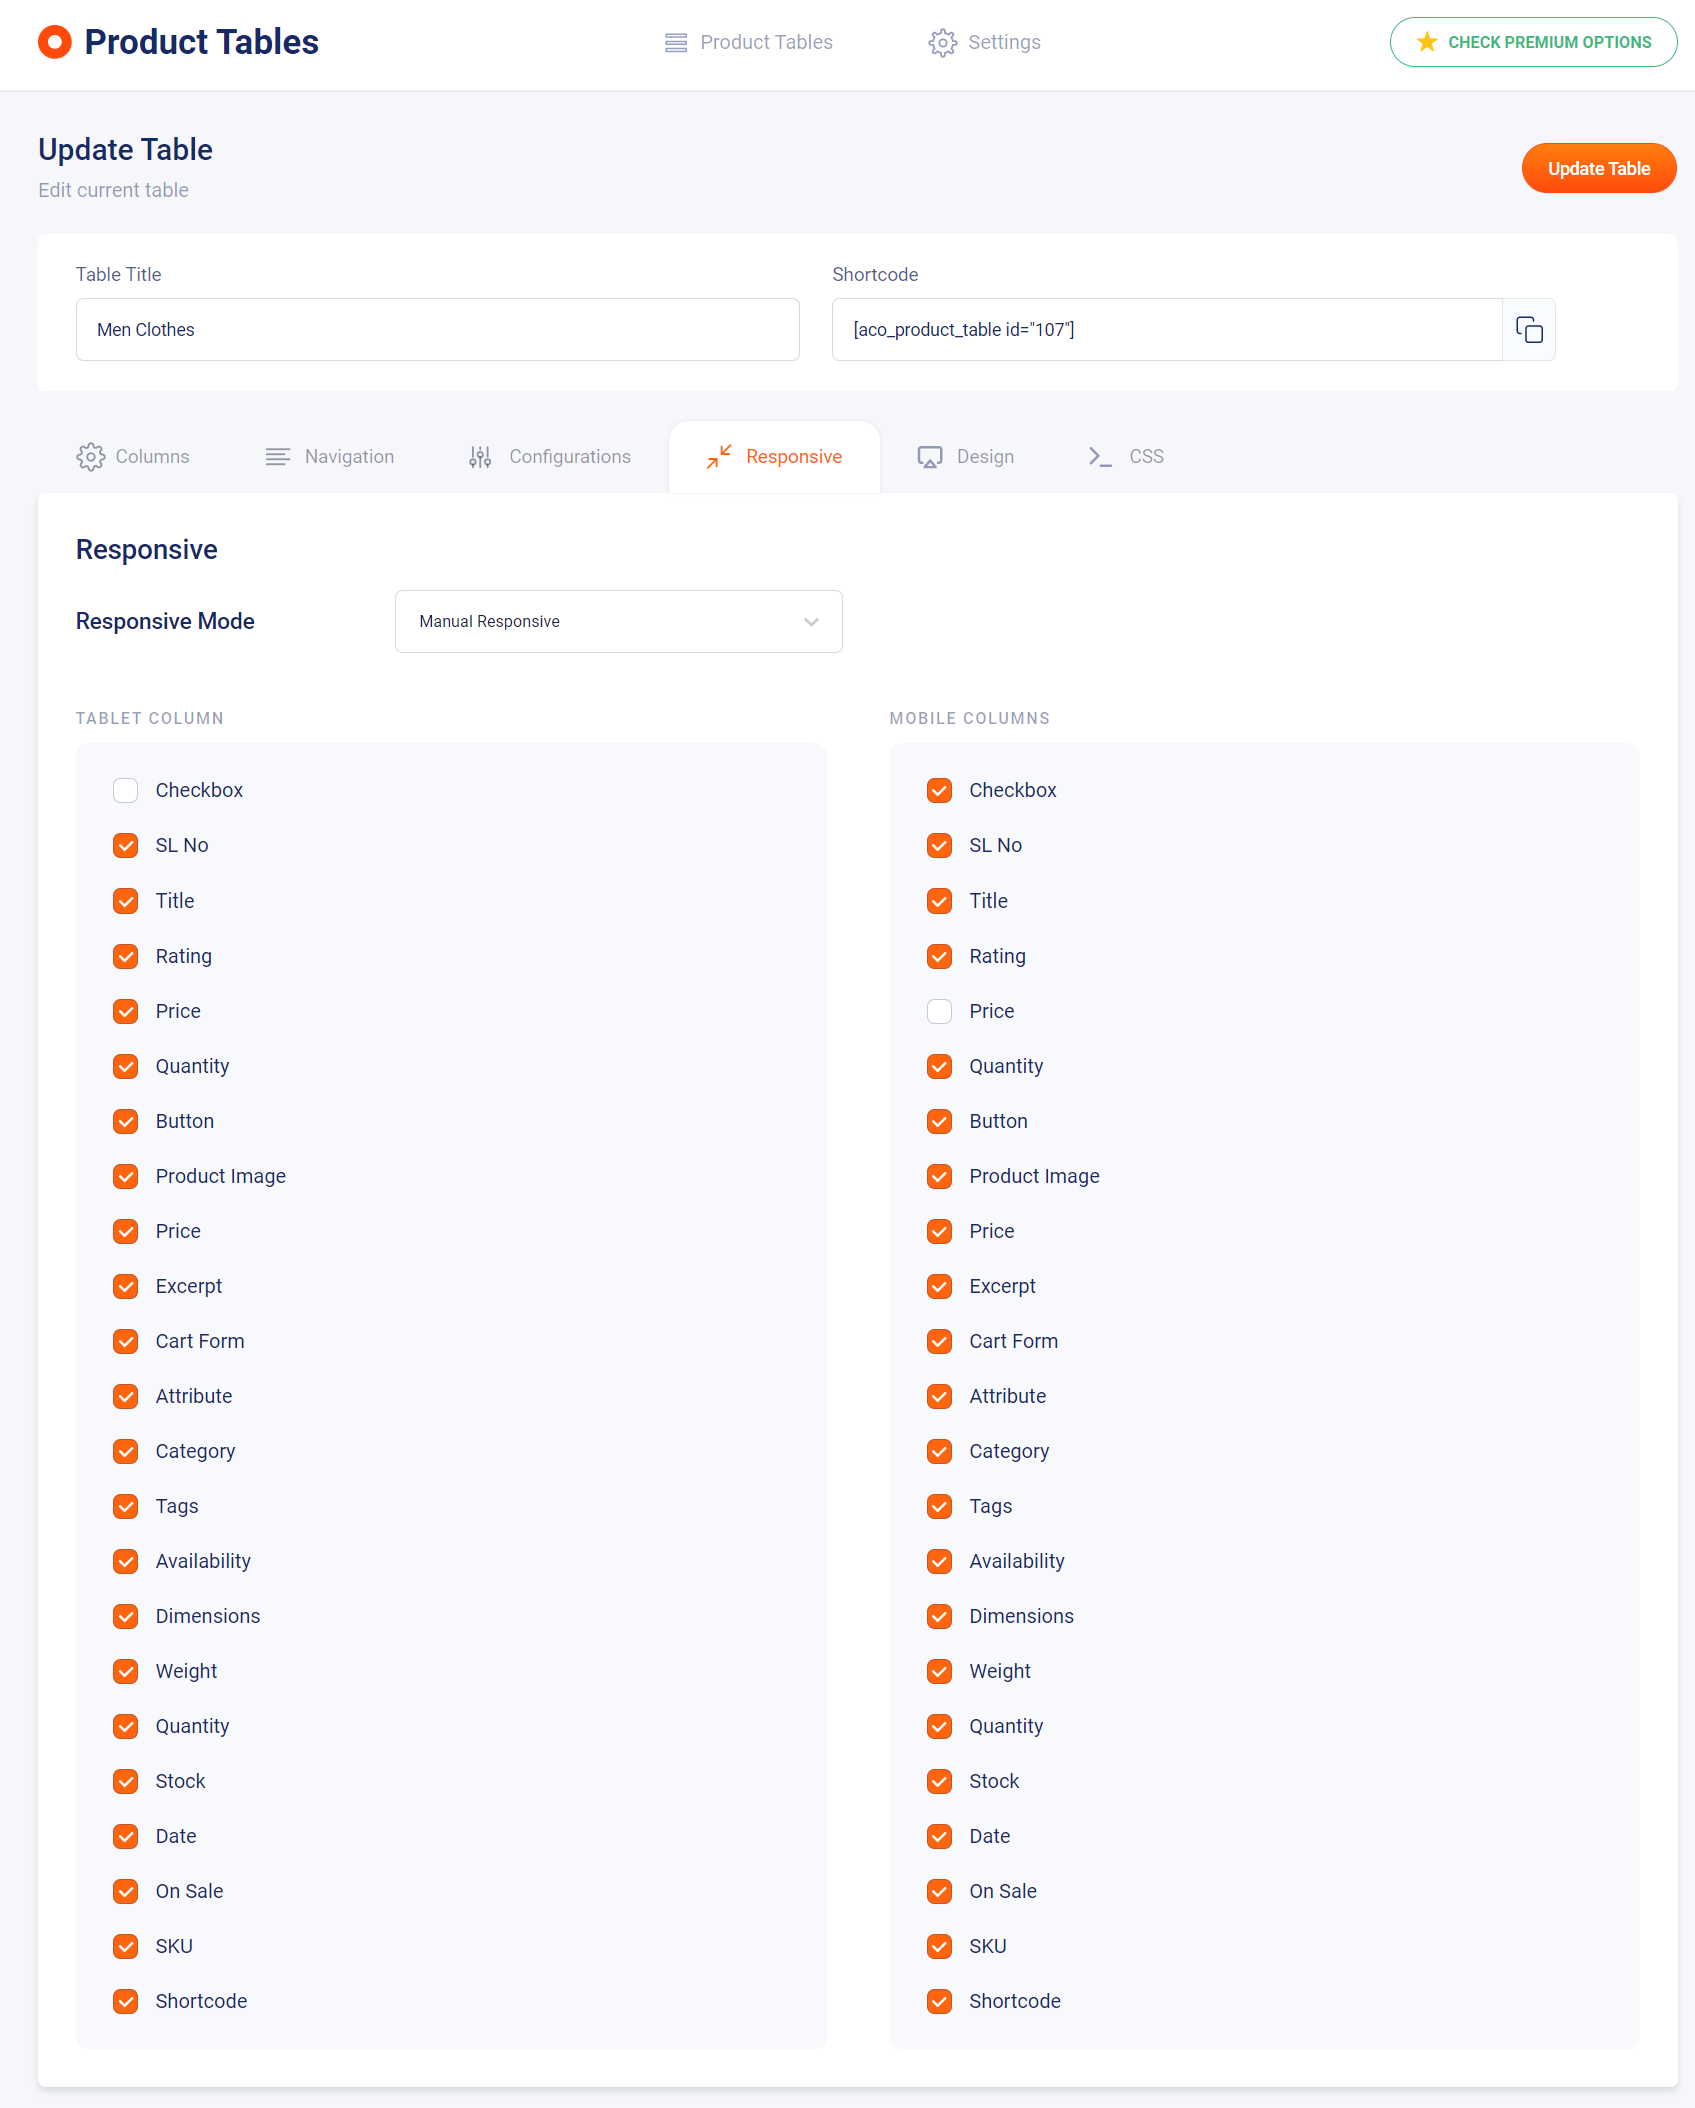 Product Tables
Product Tables
Settings
CHECK PREMIUM OPTIONS
Update Table
Edit current table
Update Table
Table Title
Shortcode
Men Clothes
[aco_product_table id="107"]
Columns
Navigation
Configurations
Responsive
Design
CSS
Responsive
Responsive Mode
Manual Responsive
TABLET COLUMN
Checkbox
SL No
Title
Rating
Price
Quantity
Button
Product Image
Price
Excerpt
Cart Form
Attribute
Category
Tags
Availability
Dimensions
Weight
Quantity
Stock
Date
On Sale
SKU
Shortcode
MOBILE COLUMNS
Checkbox
SL No
Title
Rating
Price
Quantity
Button
Product Image
Price
Excerpt
Cart Form
Attribute
Category
Tags
Availability
Dimensions
Weight
Quantity
Stock
Date
On Sale
SKU
Shortcode